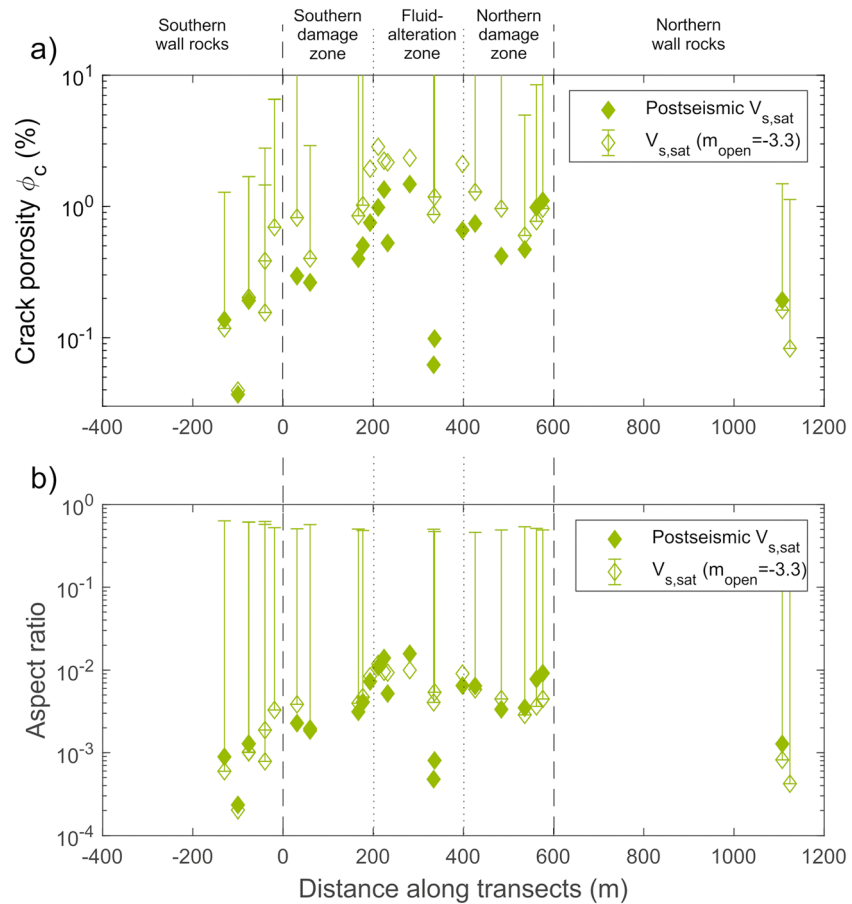 Southern
wall rocks
Southern
damage
zone
Fluid-
alteration
zone
Northern
damage
zone
Northern
wall rocks
a)
Crack porosity ϕc (%)
10^1
10^0
10^-1
Postseismic Vs,sat
Vs,sat (mopen=-3.3)
-400 -200 0 200 400 600 800 1000 1200
b)
Aspect ratio
10^0
10^-1
10^-2
10^-3
10^-4
Postseismic Vs,sat
Vs,sat (mopen=-3.3)
-400 -200 0 200 400 600 800 1000 1200
Distance along transects (m)